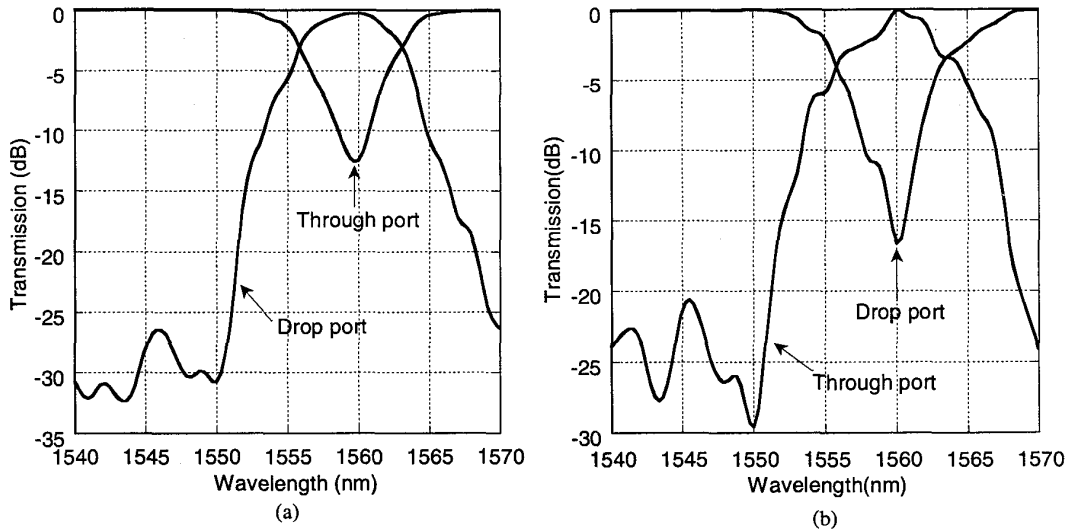 0
-5
-10
-15
-20
-25
-30
-35
Transmission (dB)
Through port
Drop port
1540 1545 1550 1555 1560 1565 1570
Wavelength (nm)
(a)
0
-5
-10
-15
-20
-25
-30
Transmission(dB)
Drop port
Through port
1540 1545 1550 1555 1560 1565 1570
Wavelength(nm)
(b)